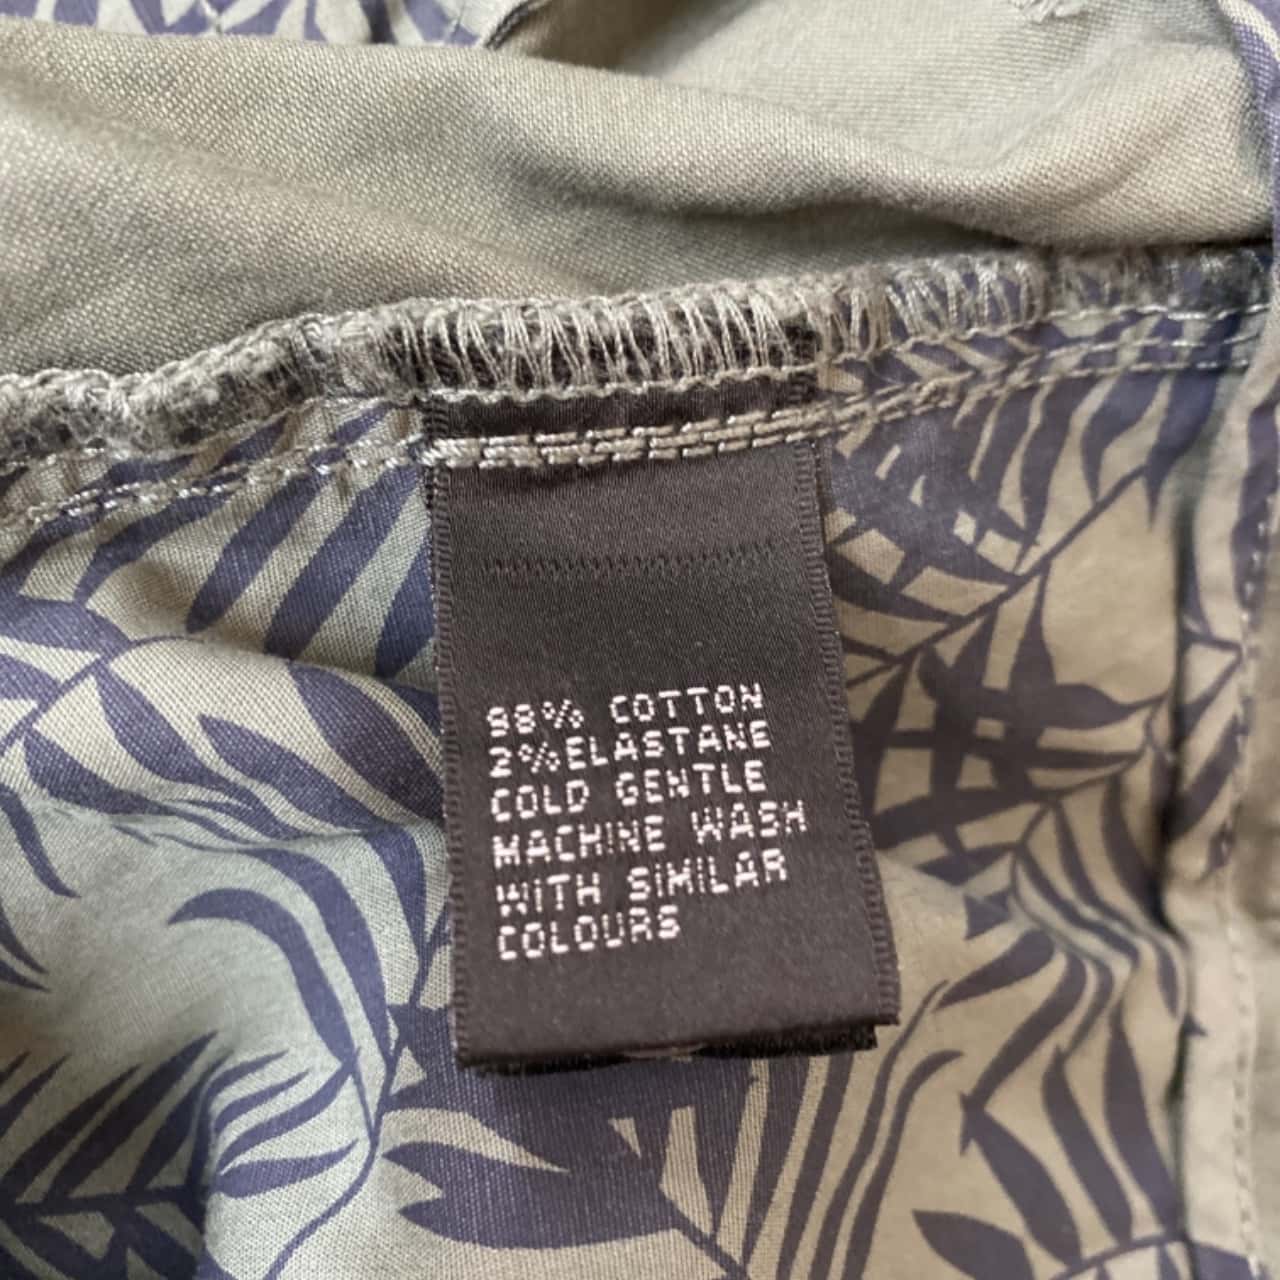 98% COTTON
2%ELASTANE
COLD GENTLE
MACHINE WASH
WITH SIMILAR
COLOURS